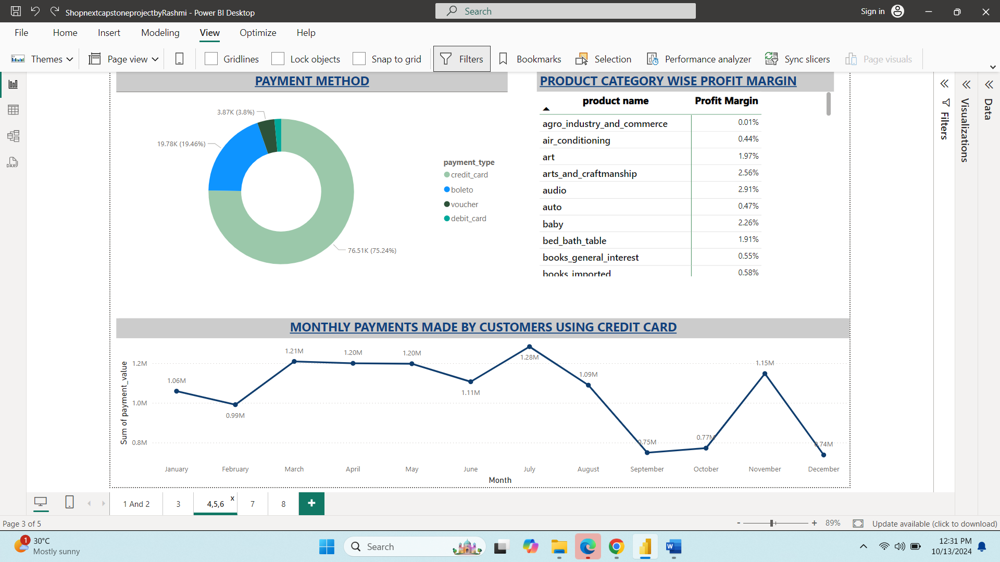 ShopnextcapstoneprojectbyRashmi - Power BI Desktop
Search
Sign in
File Home Insert Modeling View Optimize Help
Themes Page view Gridlines Lock objects Snap to grid Filters Bookmarks Selection Performance analyzer Sync slicers Page visuals
PAYMENT METHOD
3.87K (3.8%)
19.78K (19.46%)
76.51K (75.24%)
payment_type
credit_card
boleto
voucher
debit_card
PRODUCT CATEGORY WISE PROFIT MARGIN
product name Profit Margin
agro_industry_and_commerce 0.01%
air_conditioning 0.44%
art 1.97%
arts_and_craftmanship 2.56%
audio 2.91%
auto 0.47%
baby 2.26%
bed_bath_table 1.91%
books_general_interest 0.55%
books_imported 0.58%
Filters
Visualizations
Data
MONTHLY PAYMENTS MADE BY CUSTOMERS USING CREDIT CARD
Sum of payment_value
1.2M
1.0M
0.8M
1.06M
0.99M
1.21M
1.20M
1.20M
1.11M
1.28M
1.09M
0.75M
0.77M
1.15M
0.74M
January February March April May June July August September October November December
Month
DAX
1 And 2 3 4,5,6 x 7 8 +
Page 3 of 5
- + 89%
Update available (click to download)
1
30°C
Mostly sunny
Search
W
12:31 PM
10/13/2024